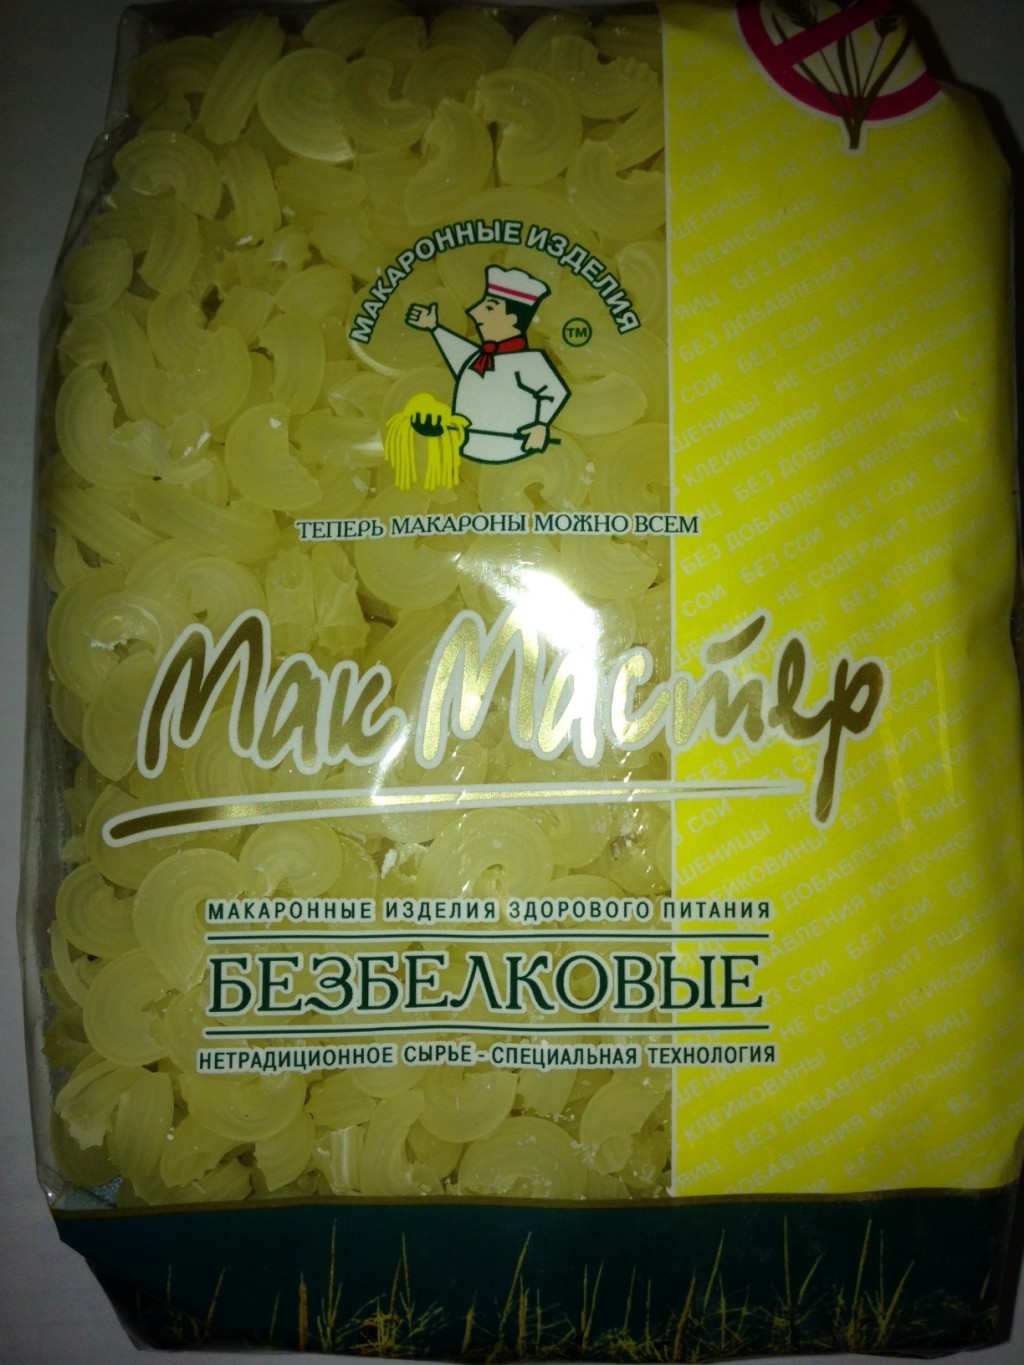 МАКАРОННЫЕ ИЗДЕЛИЯ
TM
ТЕПЕРЬ МАКАРОНЫ МОЖНО ВСЕМ
Мак Мастер
МАКАРОННЫЕ ИЗДЕЛИЯ ЗДОРОВОГО ПИТАНИЯ
БЕЗБЕЛКОВЫЕ
НЕТРАДИЦИОННОЕ СЫРЬЕ - СПЕЦИАЛЬНАЯ ТЕХНОЛОГИЯ
БЕЗ ДОБАВЛЕНИЯ ЯИЦ
БЕЗ СОИ
НЕ СОДЕРЖИТ ПШЕНИЦЫ
БЕЗ КЛЕЙКОВИНЫ
БЕЗ ДОБАВЛЕНИЯ МОЛОЧНОГО